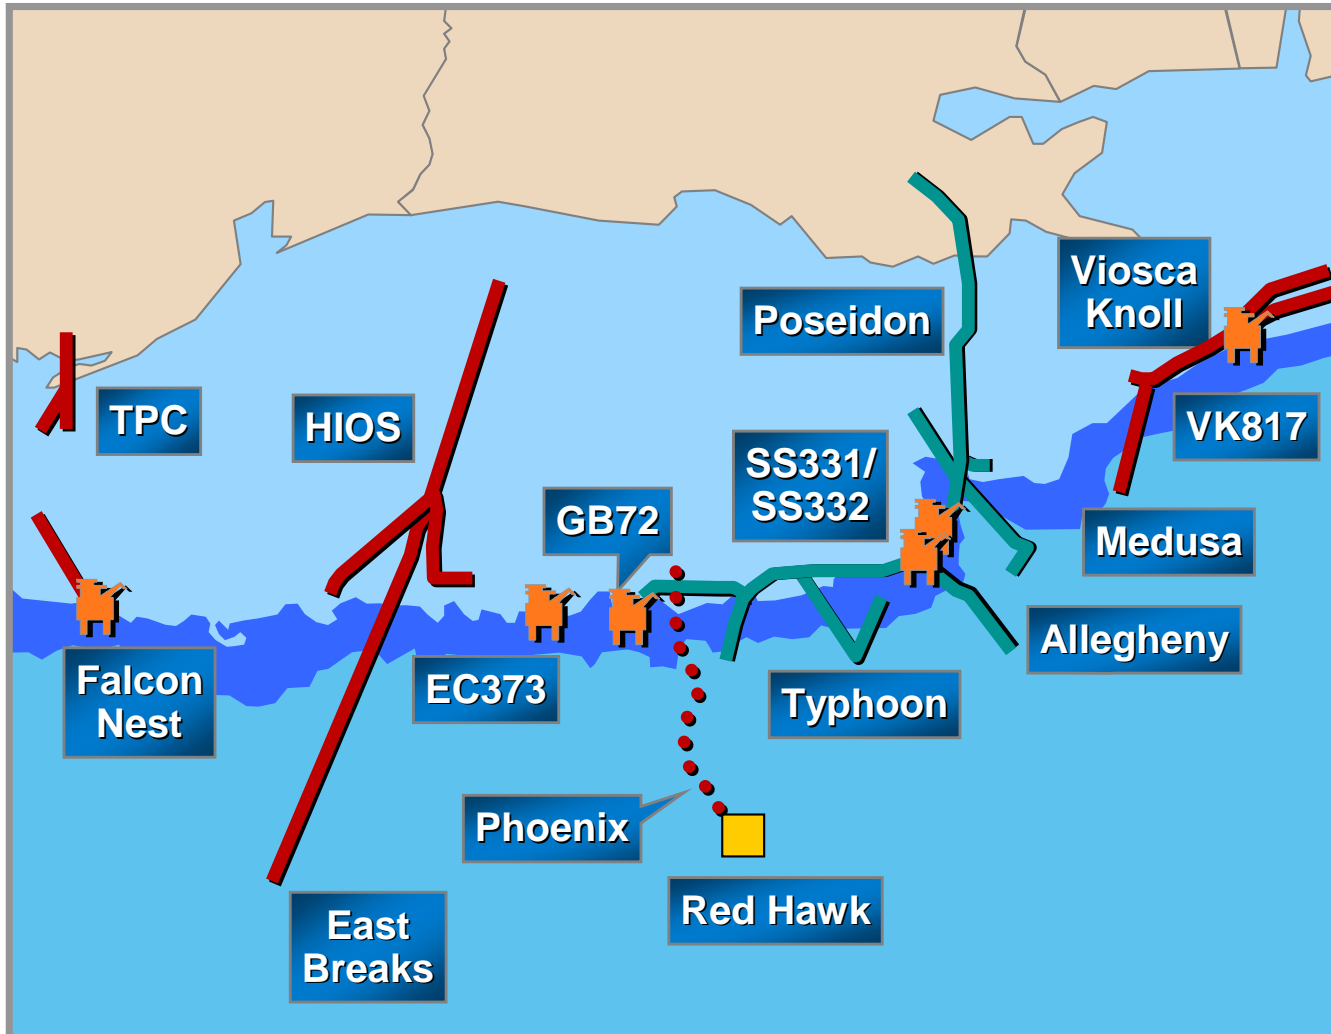 Viosca
Knoll
Poseidon
TPC
HIOS
VK817
SS331/
SS332
GB72
Medusa
Allegheny
Falcon
Nest
EC373
Typhoon
Phoenix
Red Hawk
East
Breaks